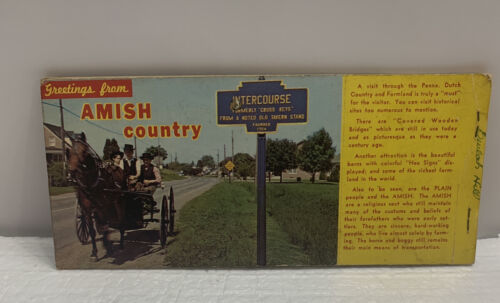 Greetings from
AMISH
country
INTERCOURSE
FORMERLY "CROSS KEYS"
FROM A NOTED OLD TAVERN STAND
FOUNDED
1754
A visit through the Penna. Dutch
Country and Farmland is truly a "must"
for the visitor. You can visit historical
sites too numerous to mention.
There are "Covered Wooden
Bridges" which are still in use today
and as picturesque as they were a
century ago.
Another attraction is the beautiful
barns with colorful "Hex Signs" dis-
played; and some of the richest farm-
land in the world.
Also to be seen, are the PLAIN
people and the AMISH. The AMISH
are a religious sect who still maintain
many of the customs and beliefs of
their forefathers who were early set-
tlers. They are sincere, hard-working
people, who live almost solely by farm-
ing. The horse and buggy still remains
their main means of transportation.